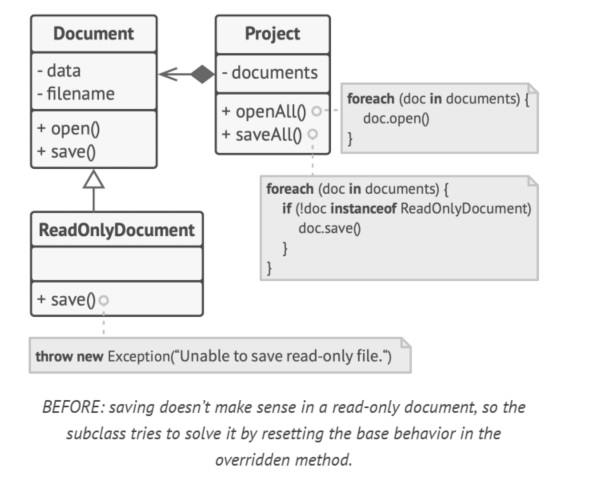 Document
- data
- filename
+ open()
+ save()
Project
- documents
+ openAll()
+ saveAll()
foreach (doc in documents) {
doc.open()
}
foreach (doc in documents) {
if (!doc instanceof ReadOnlyDocument)
doc.save()
}
}
ReadOnlyDocument
+ save()
throw new Exception("Unable to save read-only file.")
BEFORE: saving doesn't make sense in a read-only document, so the
subclass tries to solve it by resetting the base behavior in the
overridden method.